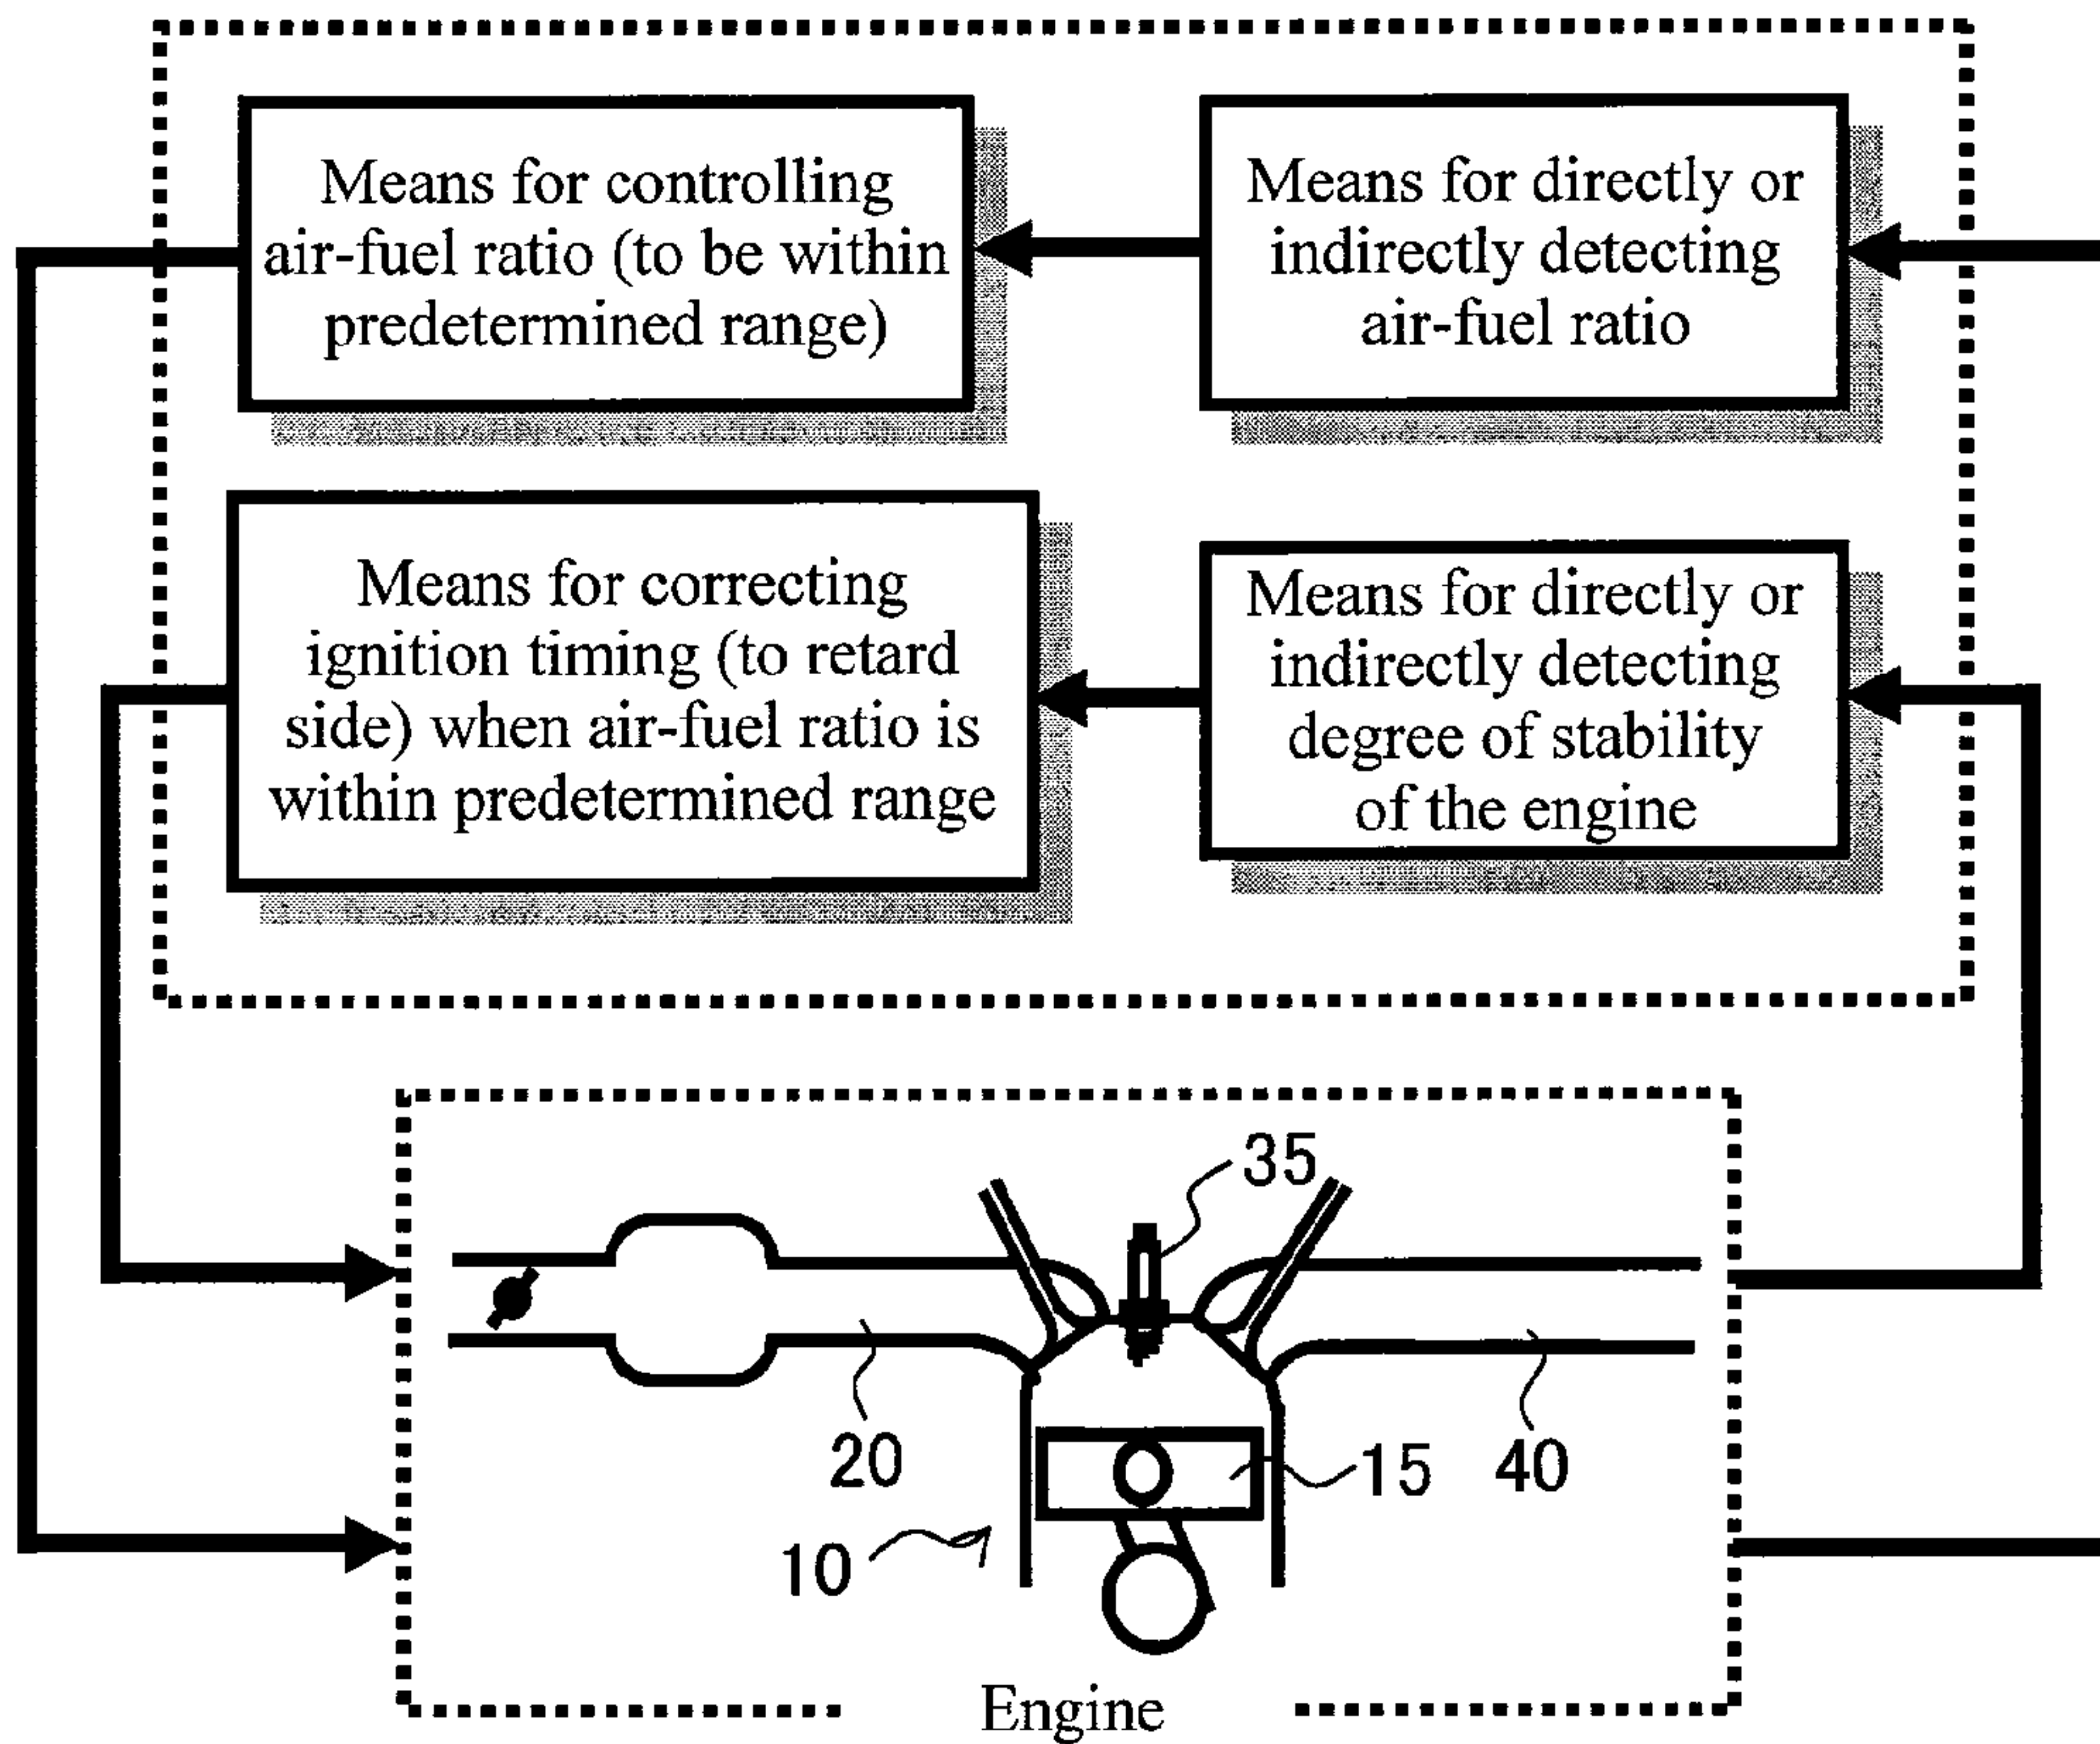 Means for controlling
air-fuel ratio (to be within
predetermined range)
Means for directly or
indirectly detecting
air-fuel ratio
Means for correcting
ignition timing (to retard
side) when air-fuel ratio is
within predetermined range
Means for directly or
indirectly detecting
degree of stability
of the engine
35
20
15
40
10
Engine